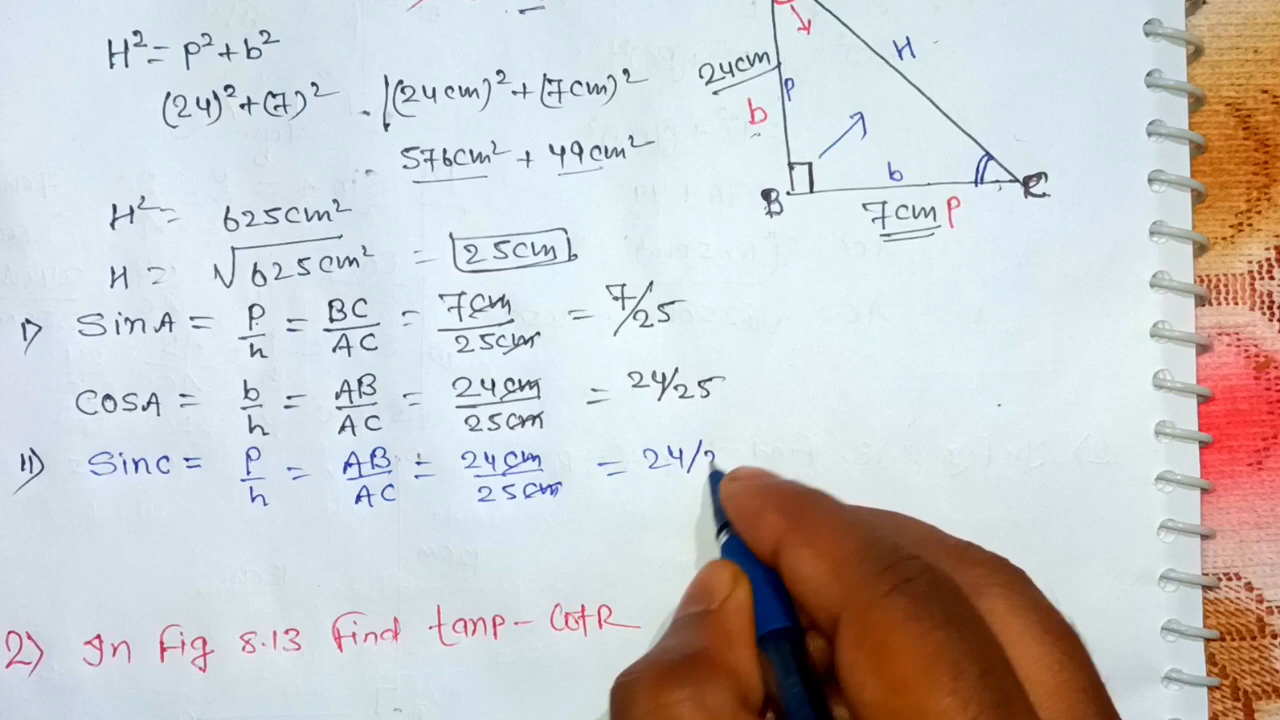 H² = p² + b²
(24)² + (7)² . (24cm)² + (7cm)²
576cm² + 49cm²
H² = 625cm²
H = √625cm² = 25cm.
i) SinA = P/h = BC/AC = 7cm/25cm = 7/25
COSA = b/h = AB/AC = 24cm/25cm = 24/25
ii) Sinc = P/h = AB/AC = 24cm/25cm = 24/2
2) In Fig 8.13 Find tanp - CotR
H
24cm
P
b
b
B
C
7cm P